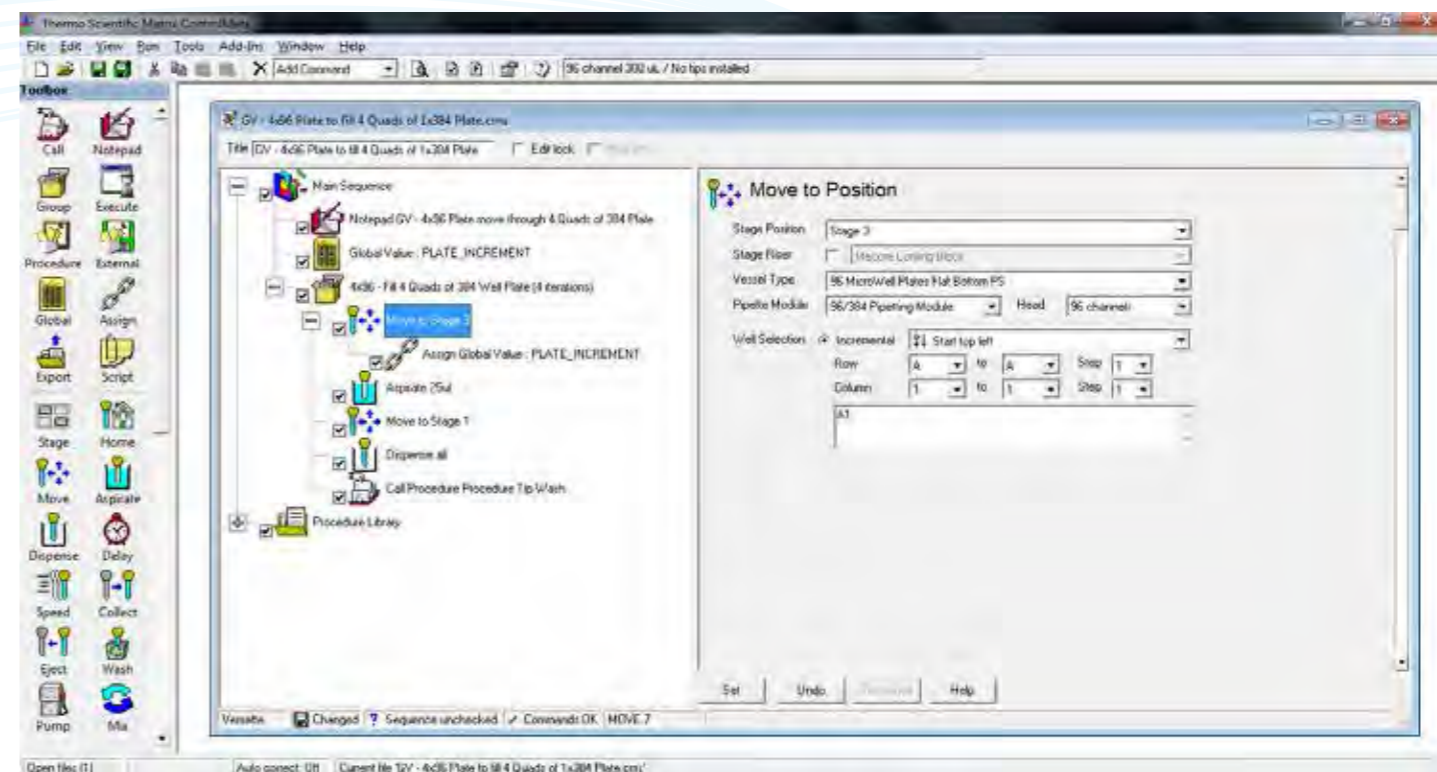 Thermo Scientific Matrix ControlMate
File Edit View Run Tools Add-Ins Window Help
Add Command 96 channel 300 uL / No tips installed
Toolbox
Call Notepad
Group Execute
Procedure External
Global Assign
Export Script
Stage Home
Move Aspirate
Dispense Delay
Speed Collect
Eject Wash
Pump Mix
GV - 4x96 Plate to fill 4 Quads of 1x384 Plate.cms
Title GV - 4x96 Plate to fill 4 Quads of 1x384 Plate Edit lock
Main Sequence
Notepad GV - 4x96 Plate move through 4 Quads of 384 Plate
Global Value : PLATE_INCREMENT
4x96 - Fill 4 Quads of 384 Well Plate (4 iterations)
Move to Stage 3
Assign Global Value : PLATE_INCREMENT
Aspirate 25ul
Move to Stage 1
Dispense all
Call Procedure Procedure Tip Wash
Procedure Library
Move to Position
Stage Position Stage 3
Stage Riser
Vessel Type 96 MicroWell Plates Flat Bottom PS
Pipette Module 96/384 Pipetting Module Head 96 channel
Well Selection Incremental Start top left
Row A to A Step 1
Column 1 to 1 Step 1
A1
Set Undo Help
Versette Changed ? Sequence unchecked Commands OK MOVE 7
Open files (1) Auto correct: Off Current file 'GV - 4x96 Plate to fill 4 Quads of 1x384 Plate.cms'